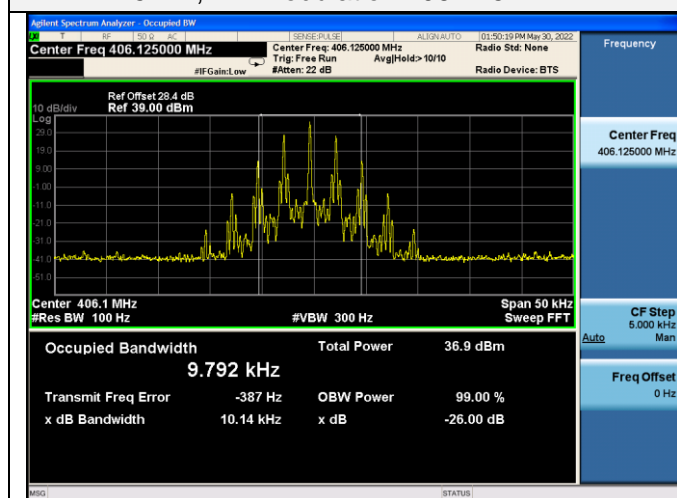 Agilent Spectrum Analyzer - Occupied BW
LXI T RF 50 Ω AC SENSE:PULSE ALIGN AUTO 01:50:19 PM May 30, 2022
Center Freq 406.125000 MHz
Center Freq: 406.125000 MHz
Radio Std: None
Trig: Free Run Avg|Hold:> 10/10
#IFGain:Low #Atten: 22 dB Radio Device: BTS
Ref Offset 28.4 dB
10 dB/div Ref 39.00 dBm
Log
29.0
19.0
9.00
-1.00
-11.0
-21.0
-31.0
-41.0
-51.0
Center 406.1 MHz Span 50 kHz
#Res BW 100 Hz #VBW 300 Hz Sweep FFT
Occupied Bandwidth Total Power 36.9 dBm
9.792 kHz
Transmit Freq Error -387 Hz OBW Power 99.00 %
x dB Bandwidth 10.14 kHz x dB -26.00 dB
MSG STATUS
Frequency
Center Freq
406.125000 MHz
CF Step
5.000 kHz
Auto Man
Freq Offset
0 Hz